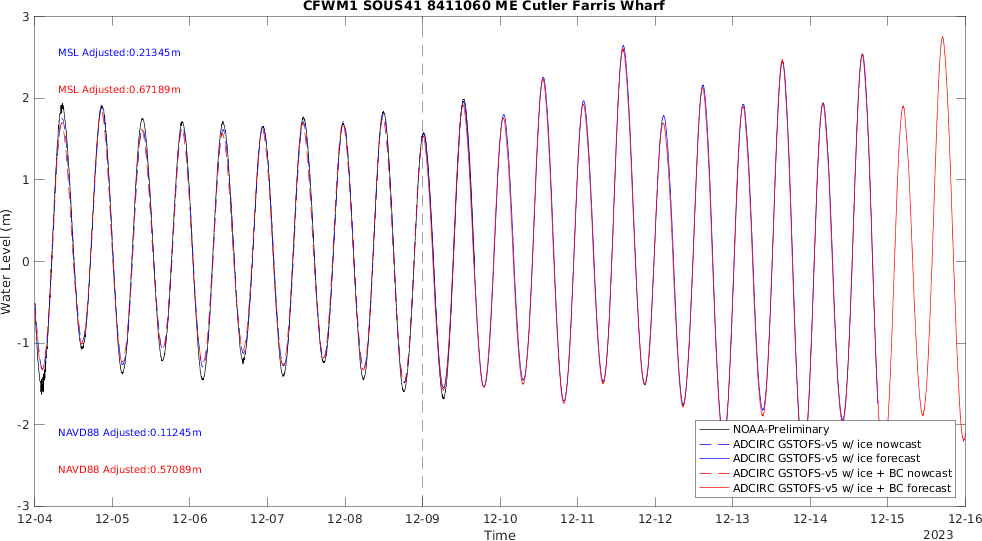 CFWM1 SOUS41 8411060 ME Cutler Farris Wharf
3
2
1
0
-1
-2
-3
Water Level (m)
MSL Adjusted:0.21345m
MSL Adjusted:0.67189m
NAVD88 Adjusted:0.11245m
NAVD88 Adjusted:0.57089m
NOAA-Preliminary
ADCIRC GSTOFS-v5 w/ ice nowcast
ADCIRC GSTOFS-v5 w/ ice forecast
ADCIRC GSTOFS-v5 w/ ice + BC nowcast
ADCIRC GSTOFS-v5 w/ ice + BC forecast
12-04 12-05 12-06 12-07 12-08 12-09 12-10 12-11 12-12 12-13 12-14 12-15 12-16
Time
2023